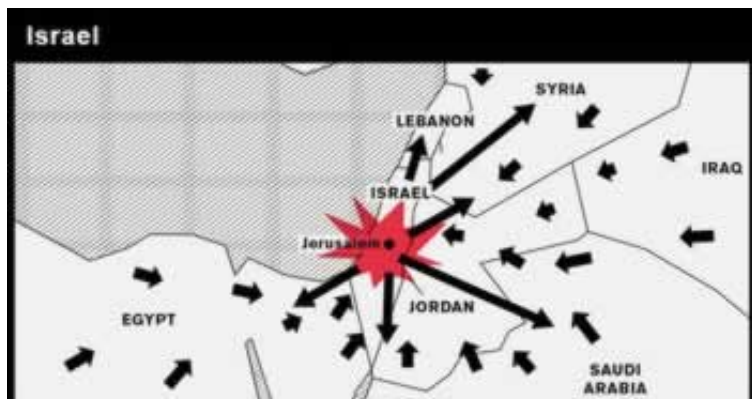 Israel
SYRIA
LEBANON
IRAQ
ISRAEL
Jerusalem
JORDAN
EGYPT
SAUDI
ARABIA